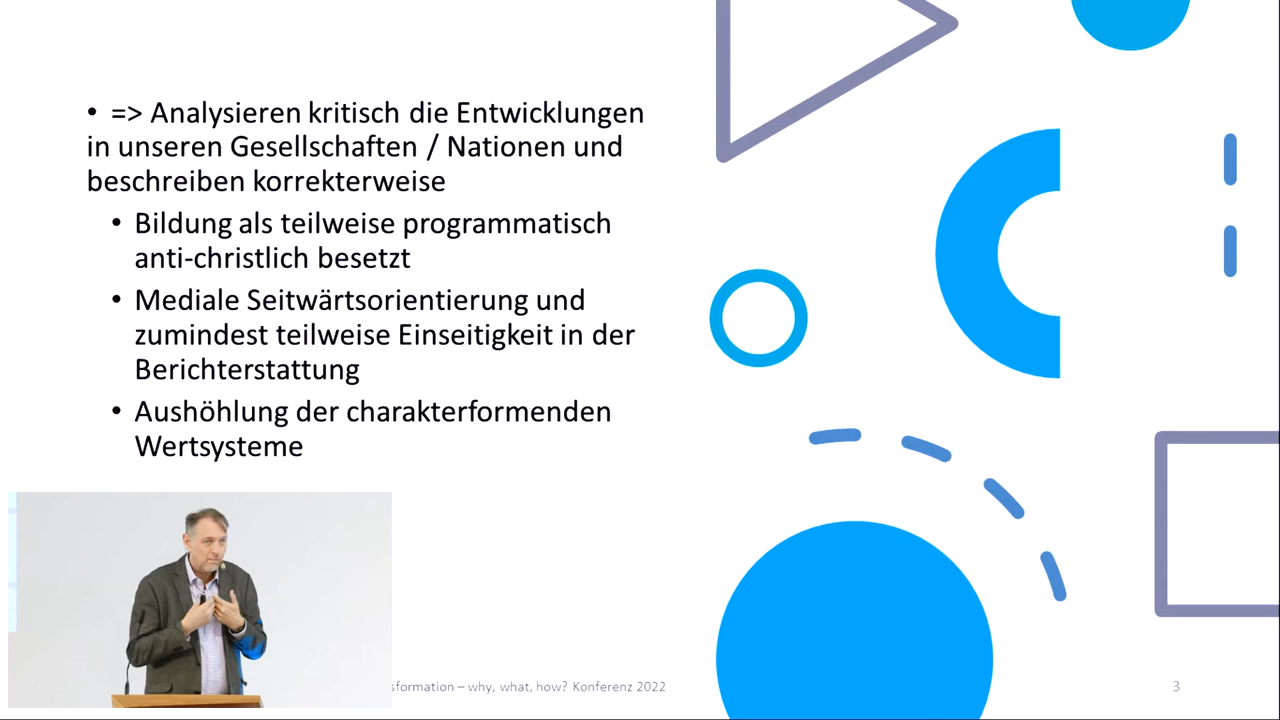 • => Analysieren kritisch die Entwicklungen
in unseren Gesellschaften / Nationen und
beschreiben korrekterweise
• Bildung als teilweise programmatisch
anti-christlich besetzt
• Mediale Seitwärtsorientierung und
zumindest teilweise Einseitigkeit in der
Berichterstattung
• Aushöhlung der charakterformenden
Wertsysteme
sformation – why, what, how? Konferenz 2022
3